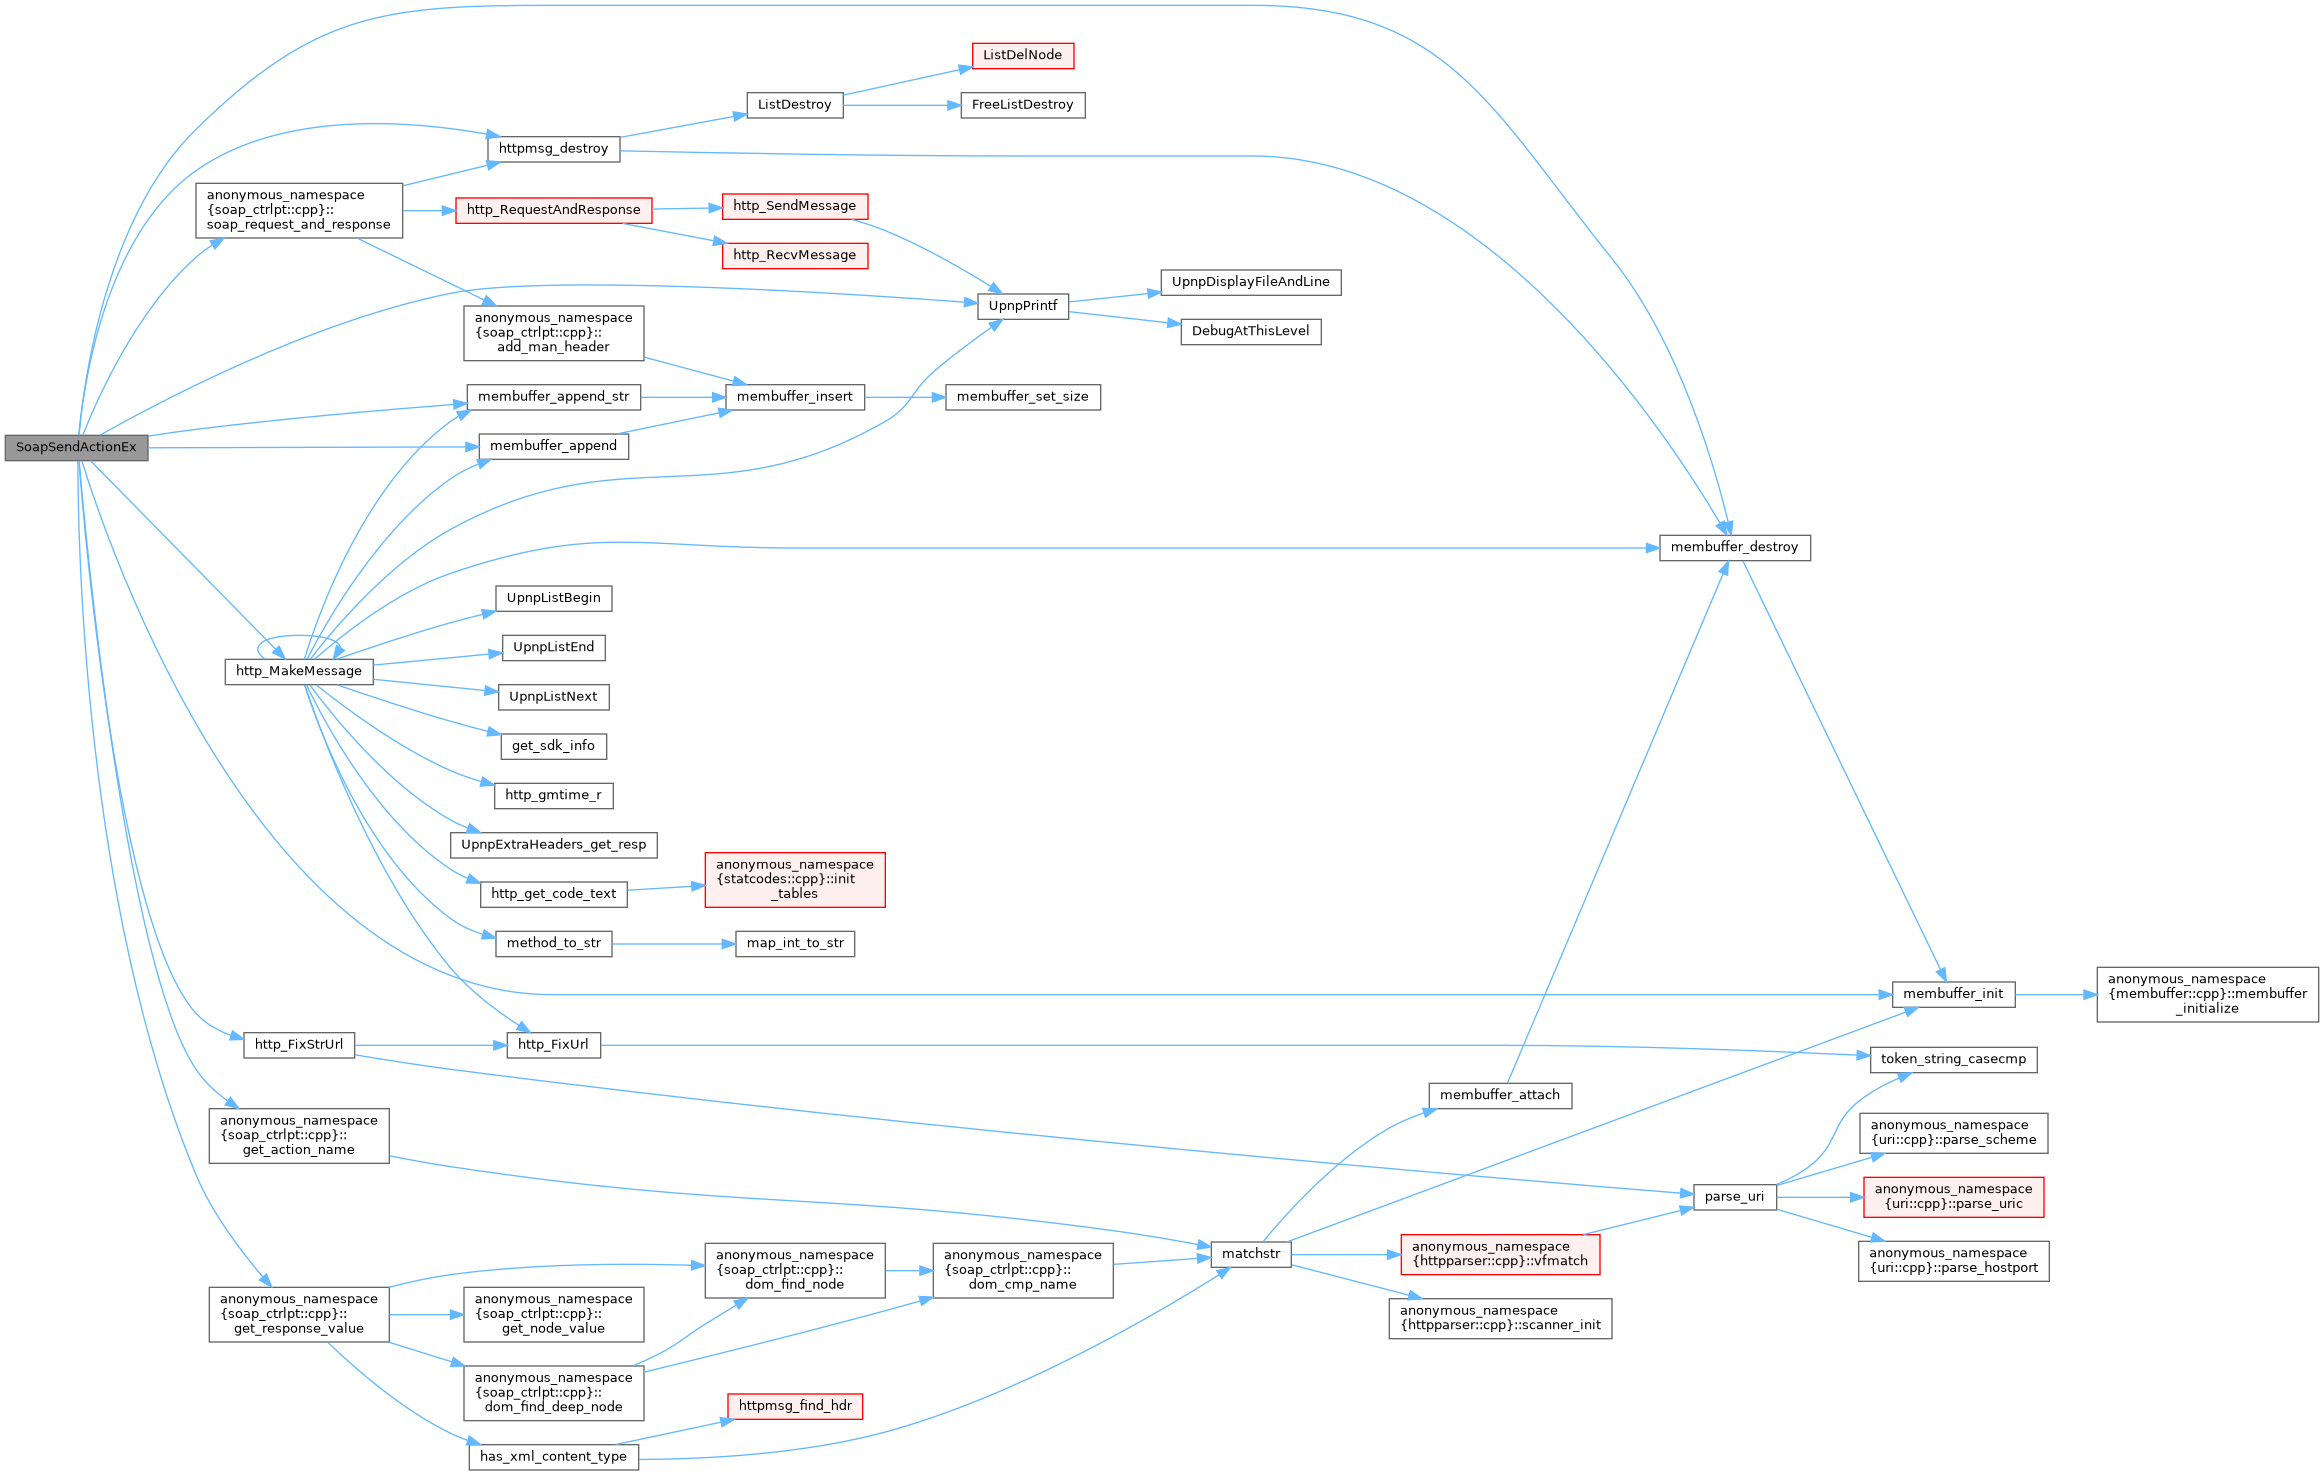 SoapSendActionEx
anonymous_namespace
{soap_ctrlpt::cpp}::
soap_request_and_response
httpmsg_destroy
ListDestroy
ListDelNode
FreeListDestroy
http_RequestAndResponse
http_SendMessage
http_RecvMessage
anonymous_namespace
{soap_ctrlpt::cpp}::
add_man_header
UpnpPrintf
UpnpDisplayFileAndLine
DebugAtThisLevel
membuffer_append_str
membuffer_append
membuffer_insert
membuffer_set_size
membuffer_destroy
http_MakeMessage
UpnpListBegin
UpnpListEnd
UpnpListNext
get_sdk_info
http_gmtime_r
UpnpExtraHeaders_get_resp
http_get_code_text
anonymous_namespace
{statcodes::cpp}::init
_tables
method_to_str
map_int_to_str
membuffer_init
anonymous_namespace
{membuffer::cpp}::membuffer
_initialize
http_FixStrUrl
http_FixUrl
token_string_casecmp
anonymous_namespace
{soap_ctrlpt::cpp}::
get_action_name
membuffer_attach
anonymous_namespace
{uri::cpp}::parse_scheme
parse_uri
anonymous_namespace
{uri::cpp}::parse_uric
anonymous_namespace
{uri::cpp}::parse_hostport
anonymous_namespace
{soap_ctrlpt::cpp}::
get_response_value
anonymous_namespace
{soap_ctrlpt::cpp}::
dom_find_node
anonymous_namespace
{soap_ctrlpt::cpp}::
dom_cmp_name
matchstr
anonymous_namespace
{httpparser::cpp}::vfmatch
anonymous_namespace
{httpparser::cpp}::scanner_init
anonymous_namespace
{soap_ctrlpt::cpp}::
get_node_value
anonymous_namespace
{soap_ctrlpt::cpp}::
dom_find_deep_node
httpmsg_find_hdr
has_xml_content_type